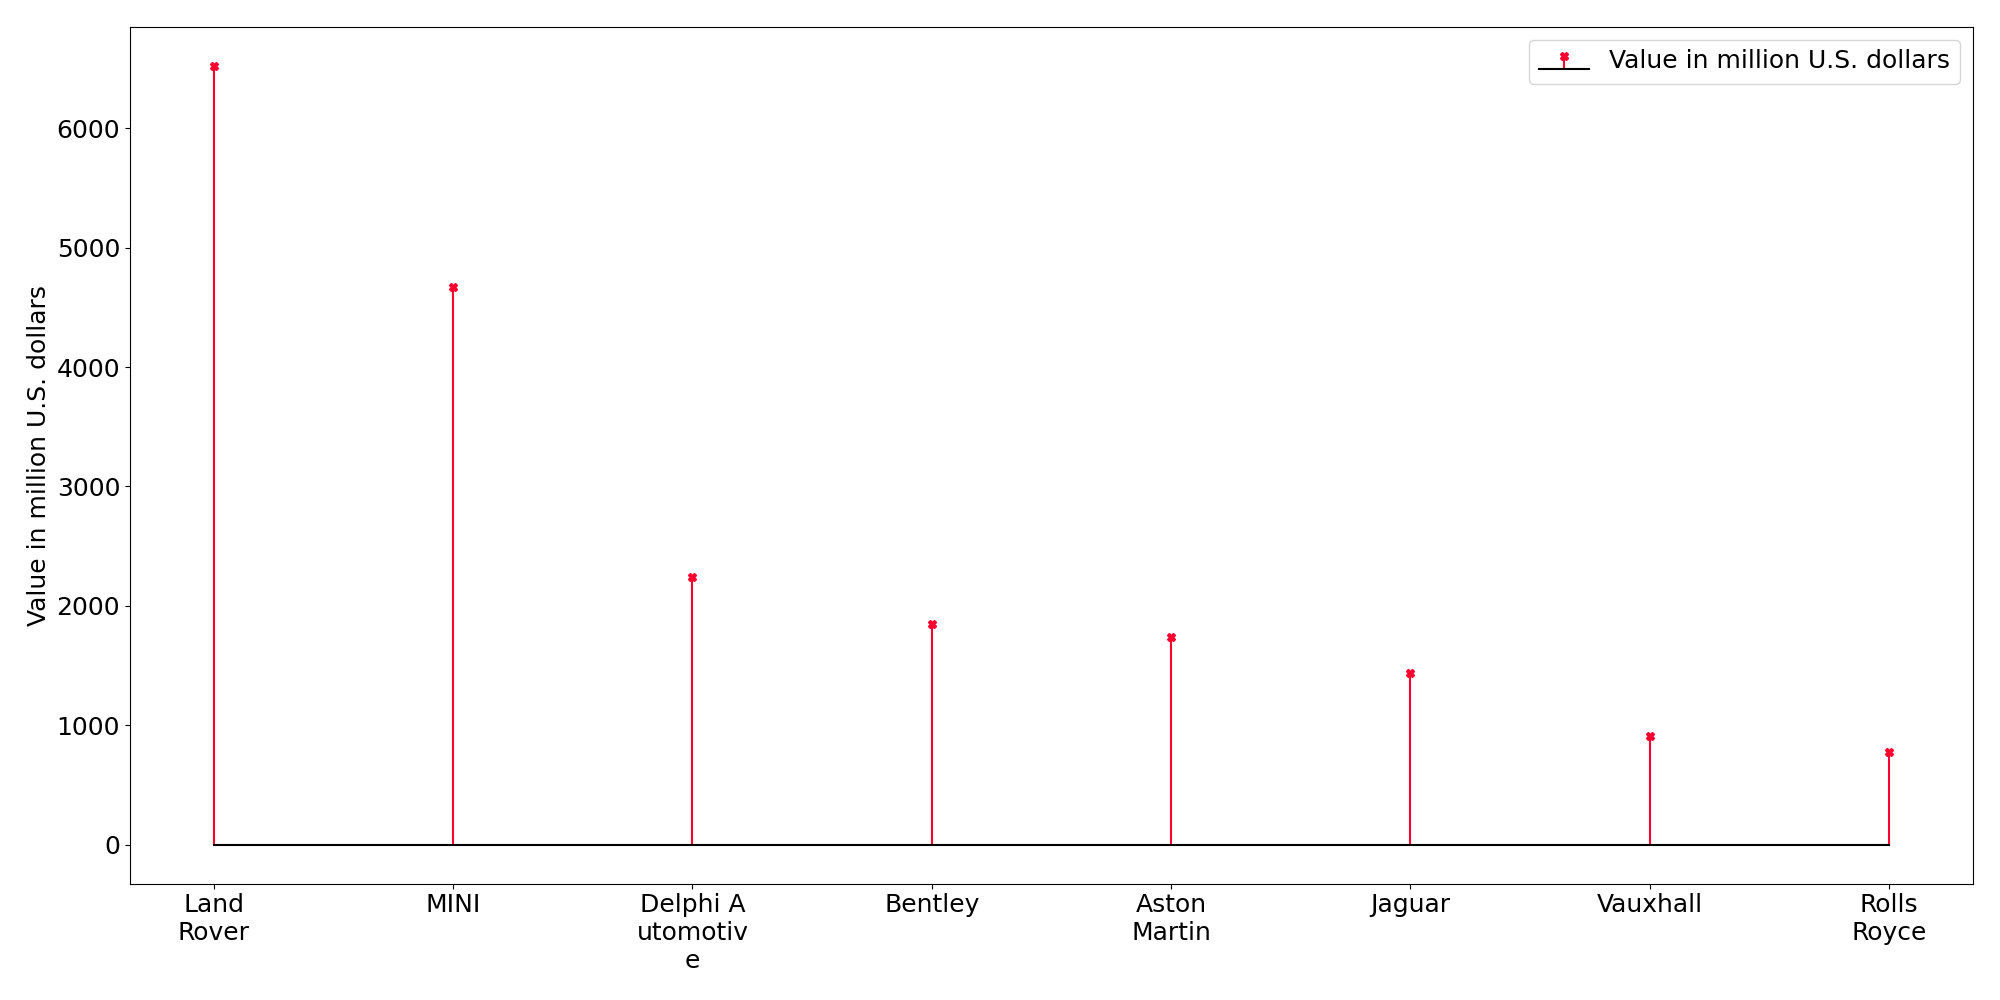 Value in million U.S. dollars
Value in million U.S. dollars
6000
5000
4000
3000
2000
1000
0
Land
Rover
MINI
Delphi A
utomotiv
e
Bentley
Aston
Martin
Jaguar
Vauxhall
Rolls
Royce